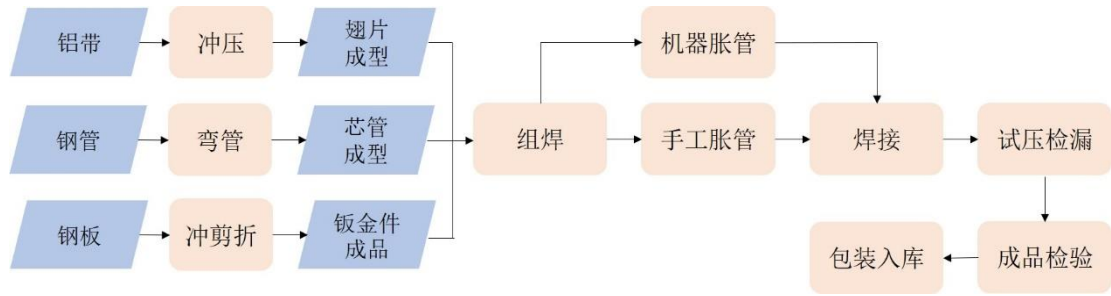 铝带
冲压
翅片
成型
机器胀管
钢管
弯管
芯管
成型
组焊
手工胀管
焊接
试压检漏
钢板
冲剪折
钣金件
成品
包装入库
成品检验